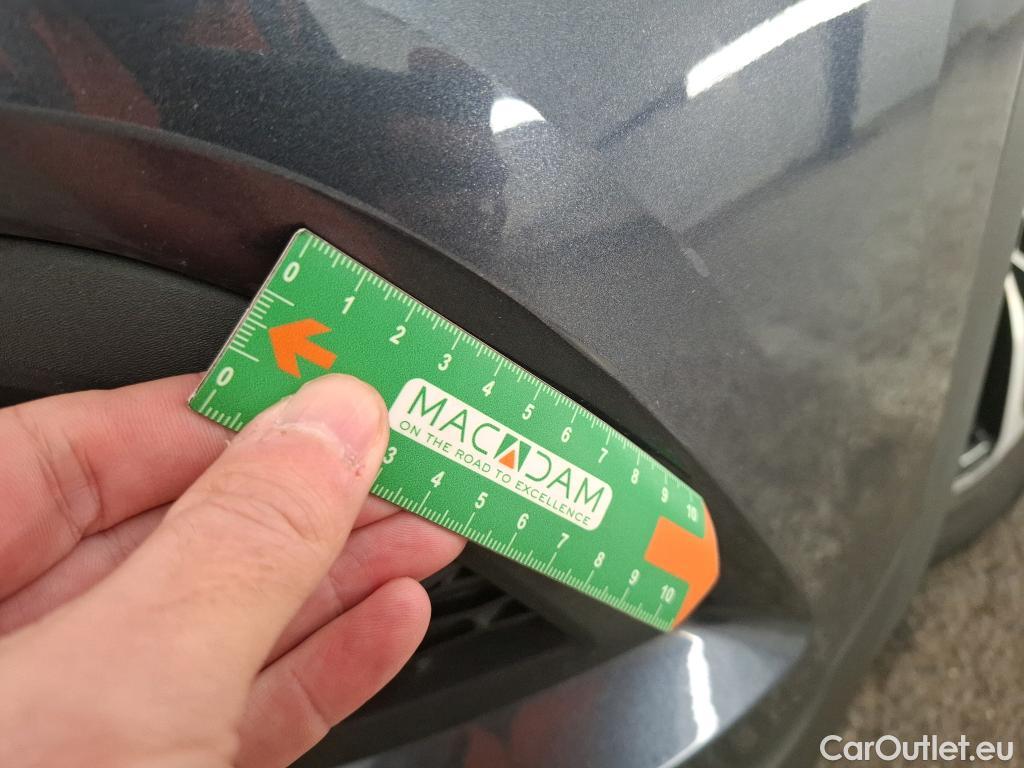 0 1 2 3 4 5 6 7 8 9 10
MACADAM
ON THE ROAD TO EXCELLENCE
0 3 4 5 6 7 8 9 10
CarOutlet.eu